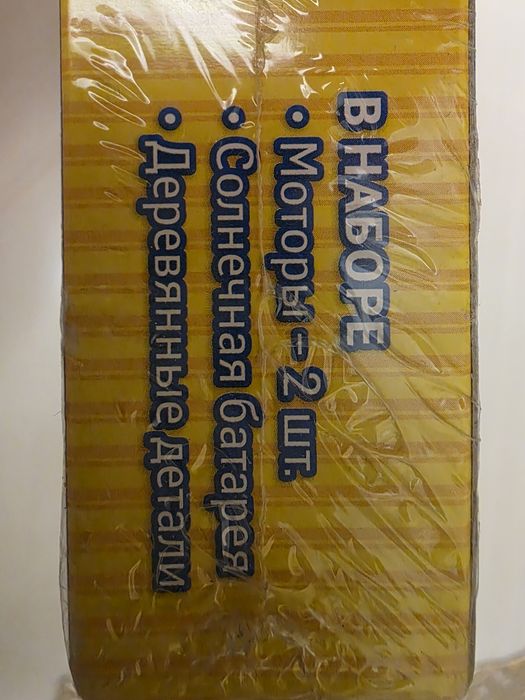 В НАБОРЕ
• Моторы – 2 шт.
• Солнечная батарея
• Деревянные детали